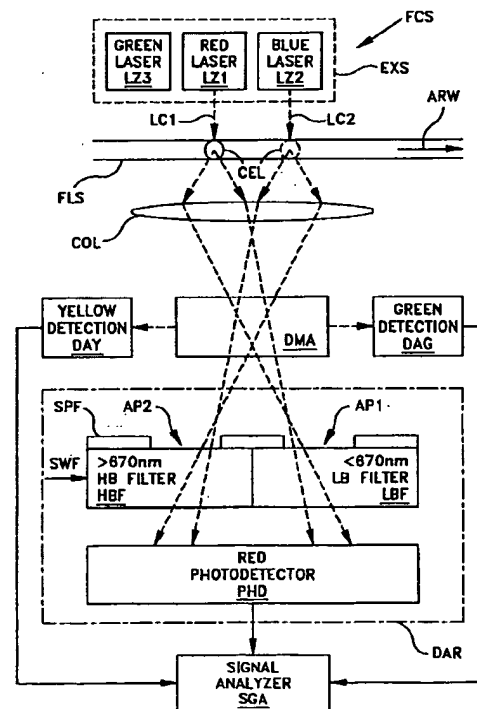 FCS
GREEN LASER LZ3
RED LASER LZ1
BLUE LASER LZ2
EXS
LC1
LC2
ARW
CEL
FLS
COL
YELLOW DETECTION DAY
DMA
GREEN DETECTION DAG
SPF
AP2
AP1
SWF
>670nm HB FILTER HBF
<670nm LB FILTER LBF
RED PHOTODETECTOR PHD
DAR
SIGNAL ANALYZER SGA